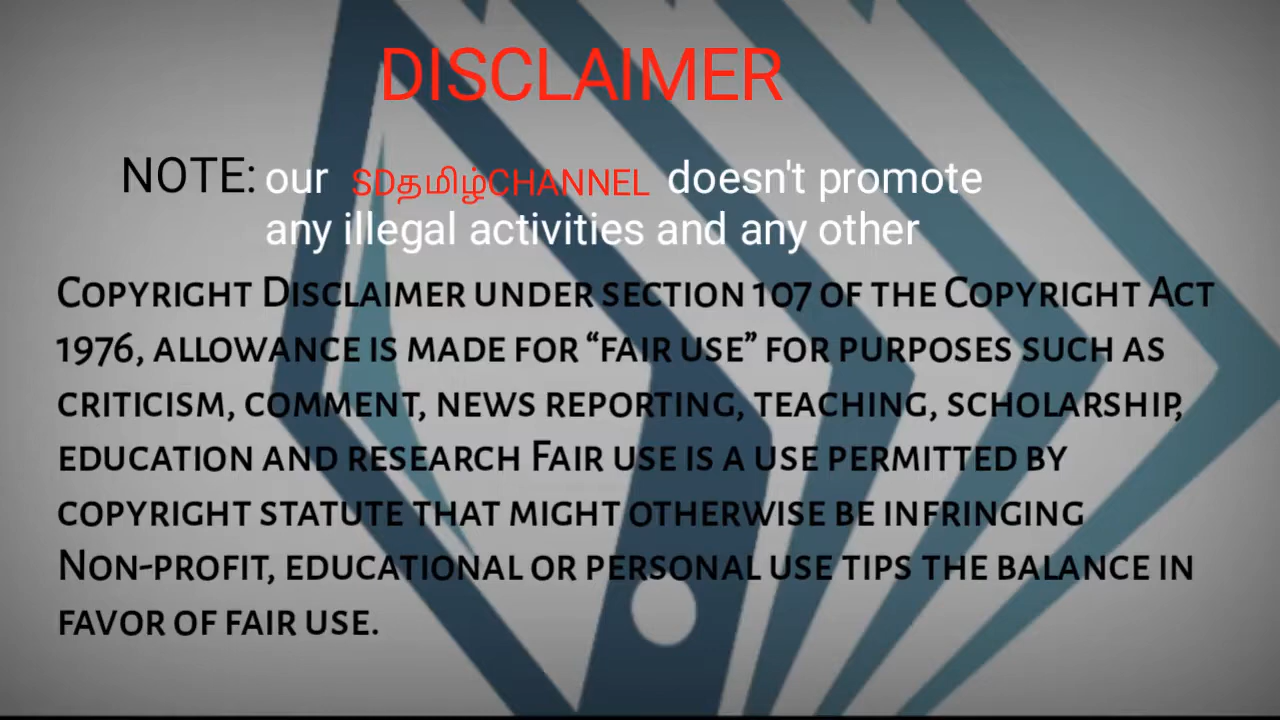 DISCLAIMER
NOTE: our SDதமிழ்CHANNEL doesn't promote
any illegal activities and any other
COPYRIGHT DISCLAIMER UNDER SECTION 107 OF THE COPYRIGHT ACT
1976, ALLOWANCE IS MADE FOR “FAIR USE” FOR PURPOSES SUCH AS
CRITICISM, COMMENT, NEWS REPORTING, TEACHING, SCHOLARSHIP,
EDUCATION AND RESEARCH FAIR USE IS A USE PERMITTED BY
COPYRIGHT STATUTE THAT MIGHT OTHERWISE BE INFRINGING
NON-PROFIT, EDUCATIONAL OR PERSONAL USE TIPS THE BALANCE IN
FAVOR OF FAIR USE.